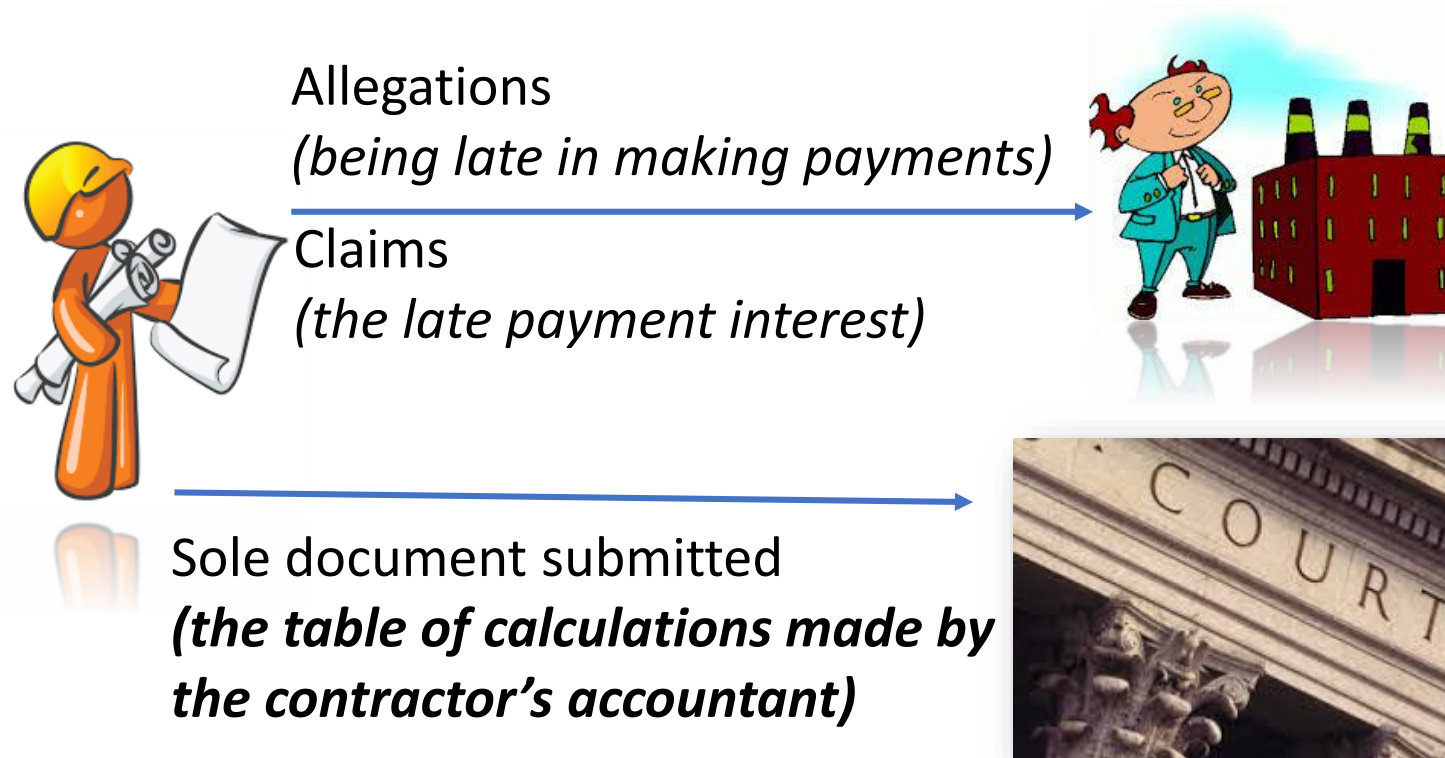 Allegations
(being late in making payments)
Claims
(the late payment interest)
Sole document submitted
(the table of calculations made by
the contractor’s accountant)
COURT